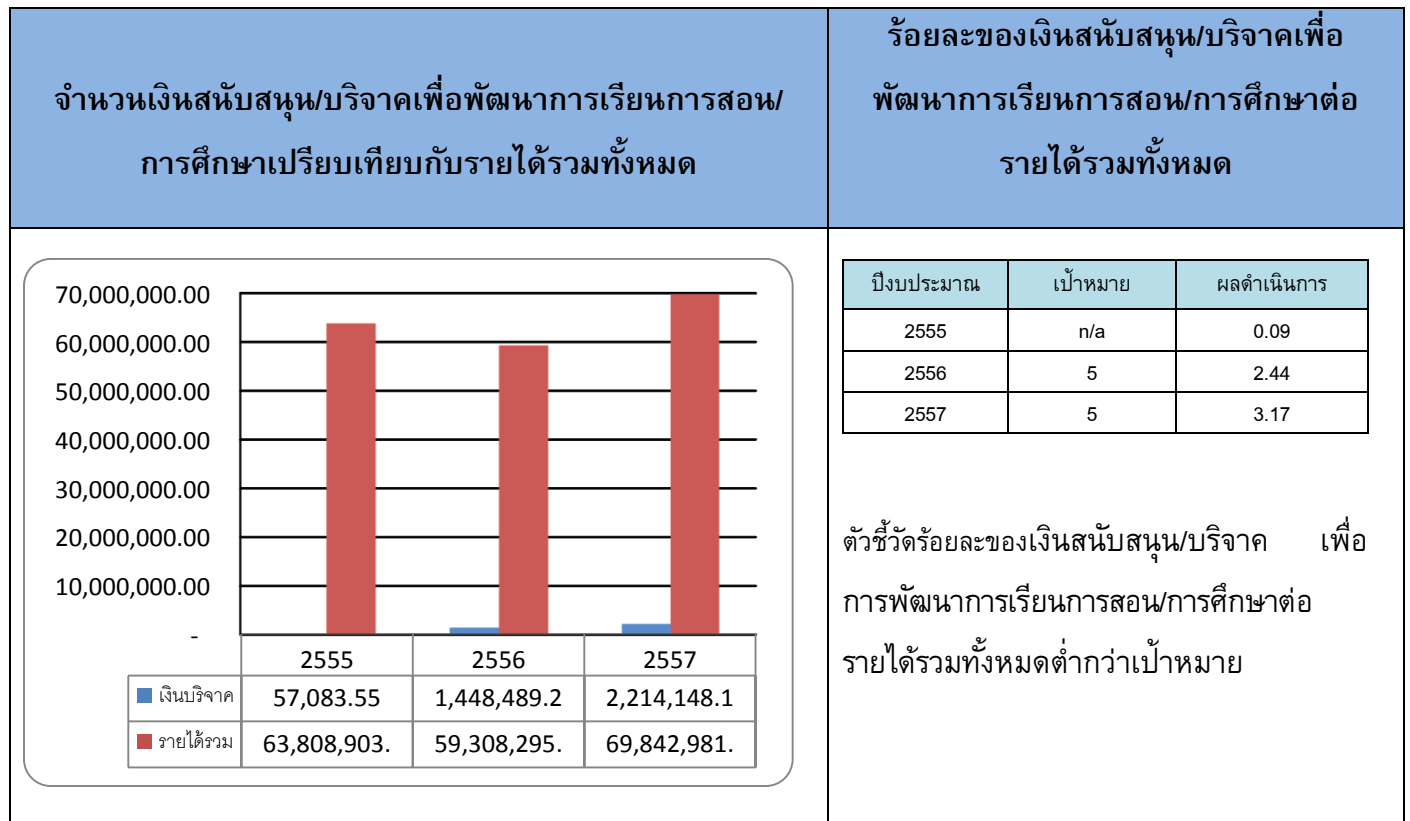 จำนวนเงินสนับสนุน/บริจาคเพื่อพัฒนาการเรียนการสอน/
การศึกษาเปรียบเทียบกับรายได้รวมทั้งหมด
ร้อยละของเงินสนับสนุน/บริจาคเพื่อ
พัฒนาการเรียนการสอน/การศึกษาต่อ
รายได้รวมทั้งหมด
70,000,000.00
60,000,000.00
50,000,000.00
40,000,000.00
30,000,000.00
20,000,000.00
10,000,000.00
-
2555 2556 2557
เงินบริจาค 57,083.55 1,448,489.2 2,214,148.1
รายได้รวม 63,808,903. 59,308,295. 69,842,981.
ปีงบประมาณ เป้าหมาย ผลดำเนินการ
2555 n/a 0.09
2556 5 2.44
2557 5 3.17
ตัวชี้วัดร้อยละของเงินสนับสนุน/บริจาค เพื่อ
การพัฒนาการเรียนการสอน/การศึกษาต่อ
รายได้รวมทั้งหมดต่ำกว่าเป้าหมาย